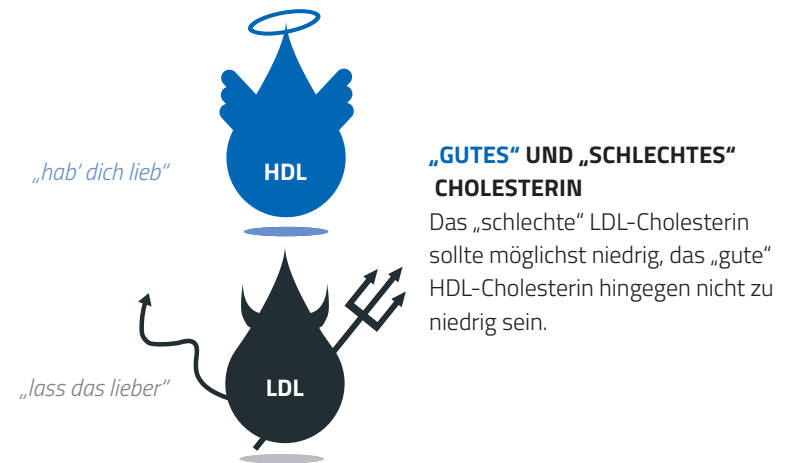 „hab‘ dich lieb“
HDL
„GUTES“ UND „SCHLECHTES“
CHOLESTERIN
Das „schlechte“ LDL-Cholesterin
sollte möglichst niedrig, das „gute“
HDL-Cholesterin hingegen nicht zu
niedrig sein.
„lass das lieber“
LDL